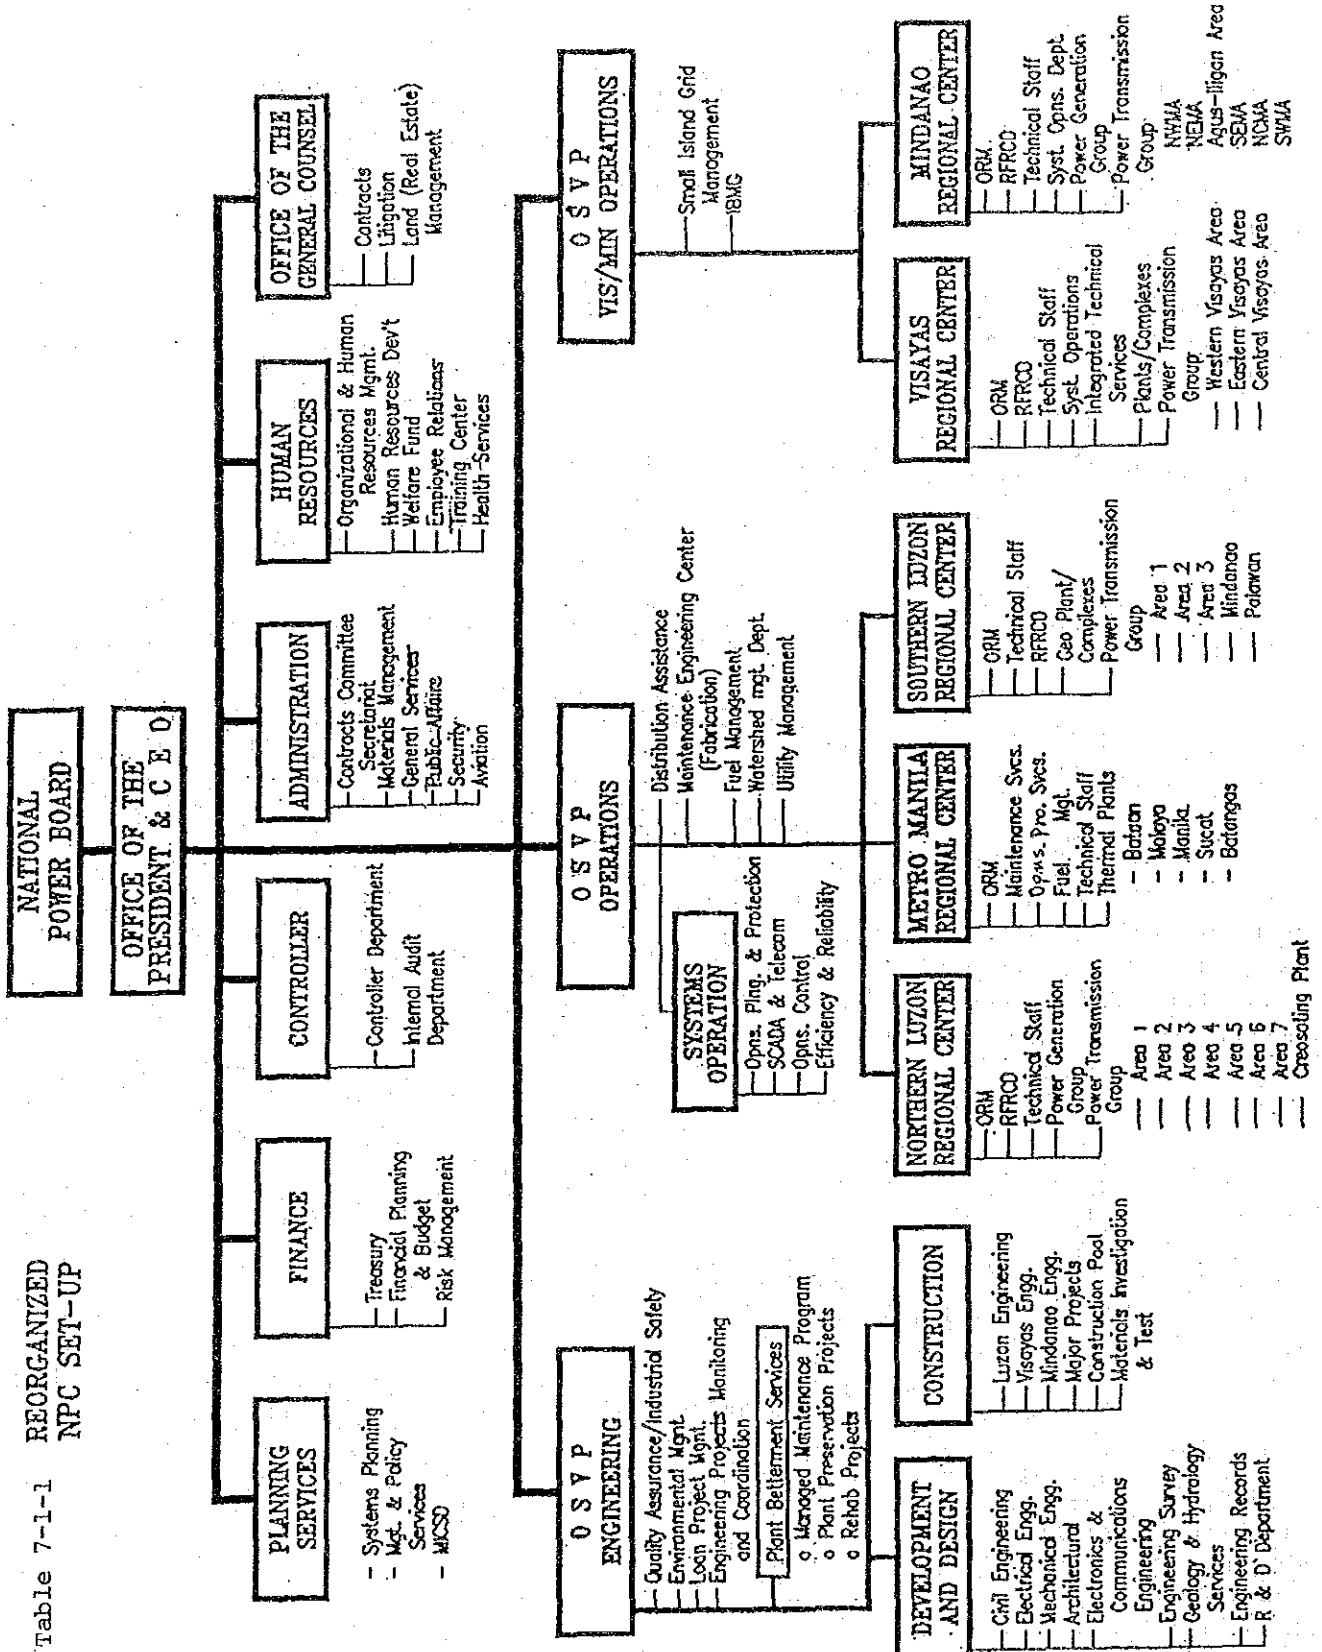 Table 7-1-1 REORGANIZED
NPC SET-UP
NATIONAL
POWER BOARD
OFFICE OF THE
PRESIDENT & C E O
PLANNING
SERVICES
- Systems Planning
- Mgt. & Policy
Services
- MICSD
FINANCE
Treasury
Financial Planning
& Budget
Risk Management
CONTROLLER
Controller Department
Internal Audit
Department
ADMINISTRATION
Contracts Committee
Secretariat
Materials Management
General Services
Public Affairs
Security
Aviation
HUMAN
RESOURCES
Organizational & Human
Resources Mgmt.
Human Resources Dev't
Welfare Fund
Employee Relations
Training Center
Health Services
OFFICE OF THE
GENERAL COUNSEL
Contracts
Litigation
Land (Real Estate)
Management
O S V P
ENGINEERING
Quality Assurance/Industrial Safety
Environmental Mgnt.
Loan Project Mgnt.
Engineering Projects Monitoring
and Coordination
Plant Betterment Services
o Managed Maintenance Program
o Plant Preservation Projects
o Rehab Projects
DEVELOPMENT
AND DESIGN
Civil Engineering
Electrical Engg.
Mechanical Engg.
Architectural
Electronics &
Communications
Engineering
Engineering Survey
Geology & Hydrology
Services
Engineering Records
R & D Department
CONSTRUCTION
Luzon Engineering
Visayas Engg.
Mindanao Engg.
Major Projects
Construction Pool
Materials Investigation
& Test
O S V P
OPERATIONS
Distribution Assistance
Maintenance Engineering Center
(Fabrication)
Fuel Management
Watershed mgt. Dept.
Utility Management
SYSTEMS
OPERATION
Opns. Plng. & Protection
SCADA & Telecom
Opns. Control
Efficiency & Reliability
NORTHERN LUZON
REGIONAL CENTER
ORM
RFRCD
Technical Staff
Power Generation
Group
Power Transmission
Group
— Area 1
— Area 2
— Area 3
— Area 4
— Area 5
— Area 6
— Area 7
— Creosoting Plant
METRO MANILA
REGIONAL CENTER
ORM
Maintenance Svcs.
Opns. Pro. Svcs.
Fuel Mgt.
Technical Staff
Thermal Plants
- Bataan
- Malaya
- Manila
- Sucat
- Batangas
SOUTHERN LUZON
REGIONAL CENTER
ORM
Technical Staff
RFRCD
Geo Plant/
Complexes
Power Transmission
Group
— Area 1
— Area 2
— Area 3
— Mindanao
— Palawan
O S V P
VIS/MIN OPERATIONS
Small Island Grid
Management
18MG
VISAYAS
REGIONAL CENTER
ORM
RFRCD
Technical Staff
Syst. Operations
Integrated Technical
Services
Plants/Complexes
Power Transmission
Group
— Western Visayas Area
— Eastern Visayas Area
— Central Visayas Area
MINDANAO
REGIONAL CENTER
ORM
RFRCD
Technical Staff
Syst. Opns. Dept.
Power Generation
Group
Power Transmission
Group
NWMA
NEMA
Agus-Iligan Area
SEMA
NCMA
SWMA